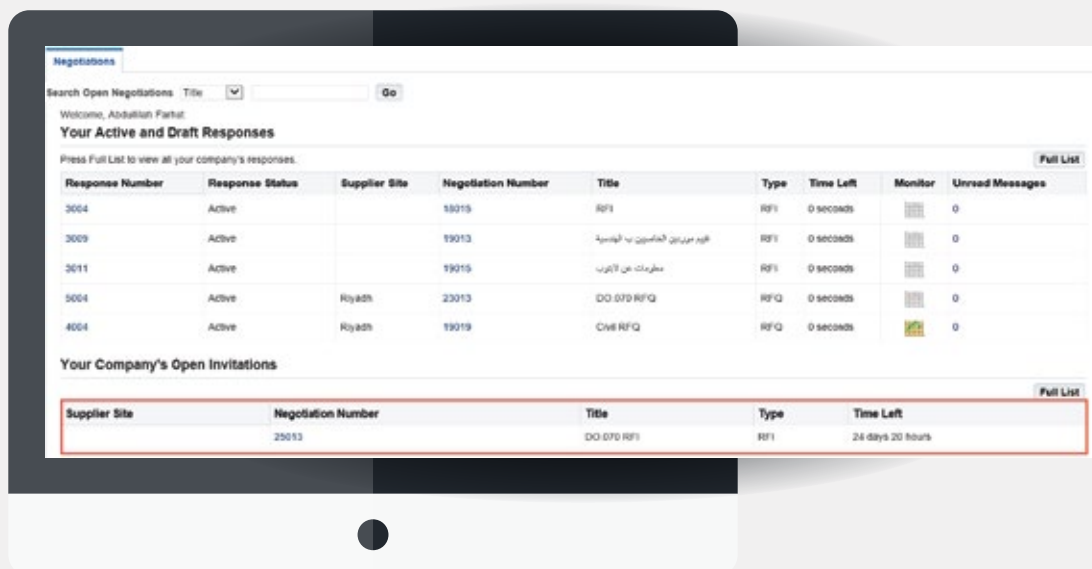 Negotiations
Search Open Negotiations Title Go
Welcome, Abdulilah Farhat
Your Active and Draft Responses
Press Full List to view all your company's responses. Full List
Response Number Response Status Supplier Site Negotiation Number Title Type Time Left Monitor Unread Messages
3004 Active 18015 RFI RFI 0 seconds 0
3009 Active 19013 RFI 0 seconds 0
3011 Active 19015 معلومات عن RFI 0 seconds 0
5004 Active Riyadh 23013 DO.070 RFQ RFQ 0 seconds 0
4004 Active Riyadh 19019 Civil RFQ RFQ 0 seconds 0
Your Company's Open Invitations
Full List
Supplier Site Negotiation Number Title Type Time Left
25013 DO.070 RFI RFI 24 days 20 hours